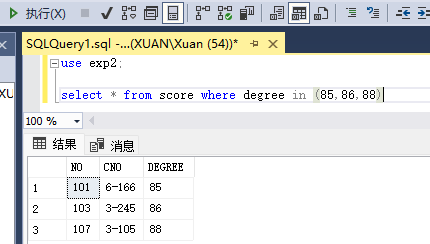 执行(X)
SQLQuery1.sql -...(XUAN\Xuan (54))*
use exp2;
select * from score where degree in (85,86,88)
100 %
结果 消息
NO CNO DEGREE
1 101 6-166 85
2 103 3-245 86
3 107 3-105 88